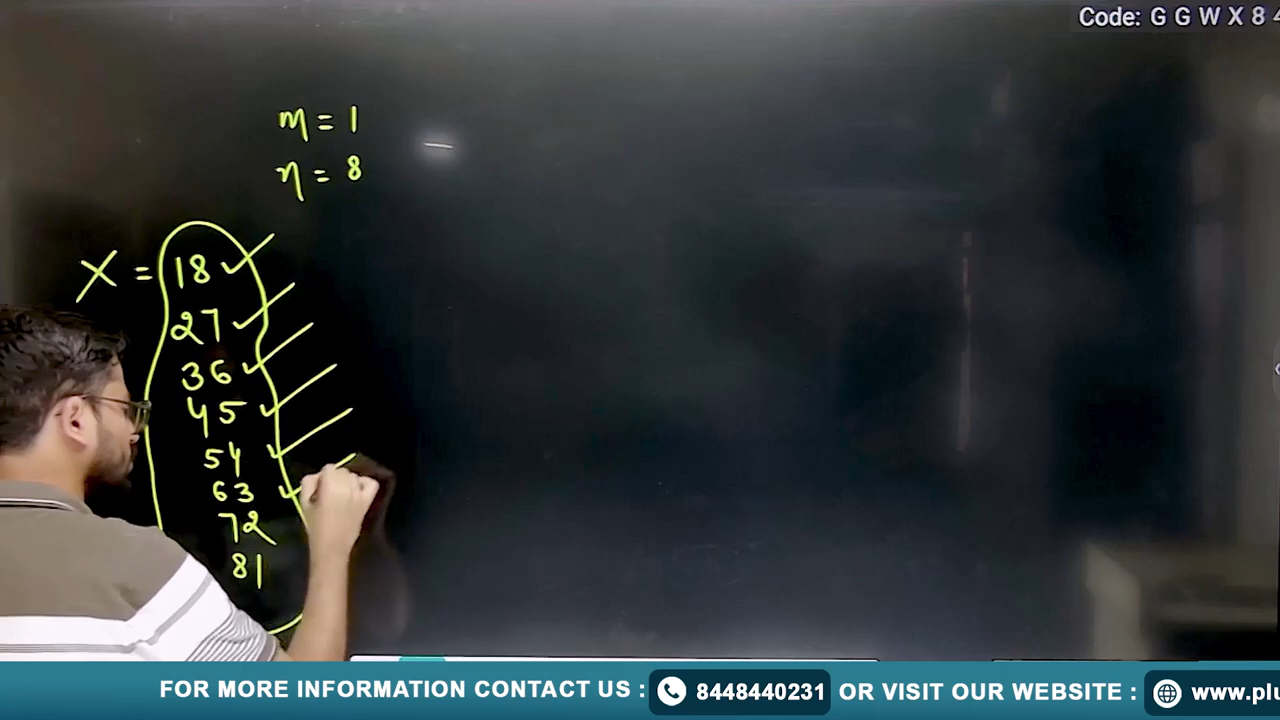 Code: G G W X 8 4
m = 1
n = 8
X = 18
27
36
45
54
63
72
81
FOR MORE INFORMATION CONTACT US : 8448440231 OR VISIT OUR WEBSITE : www.plu